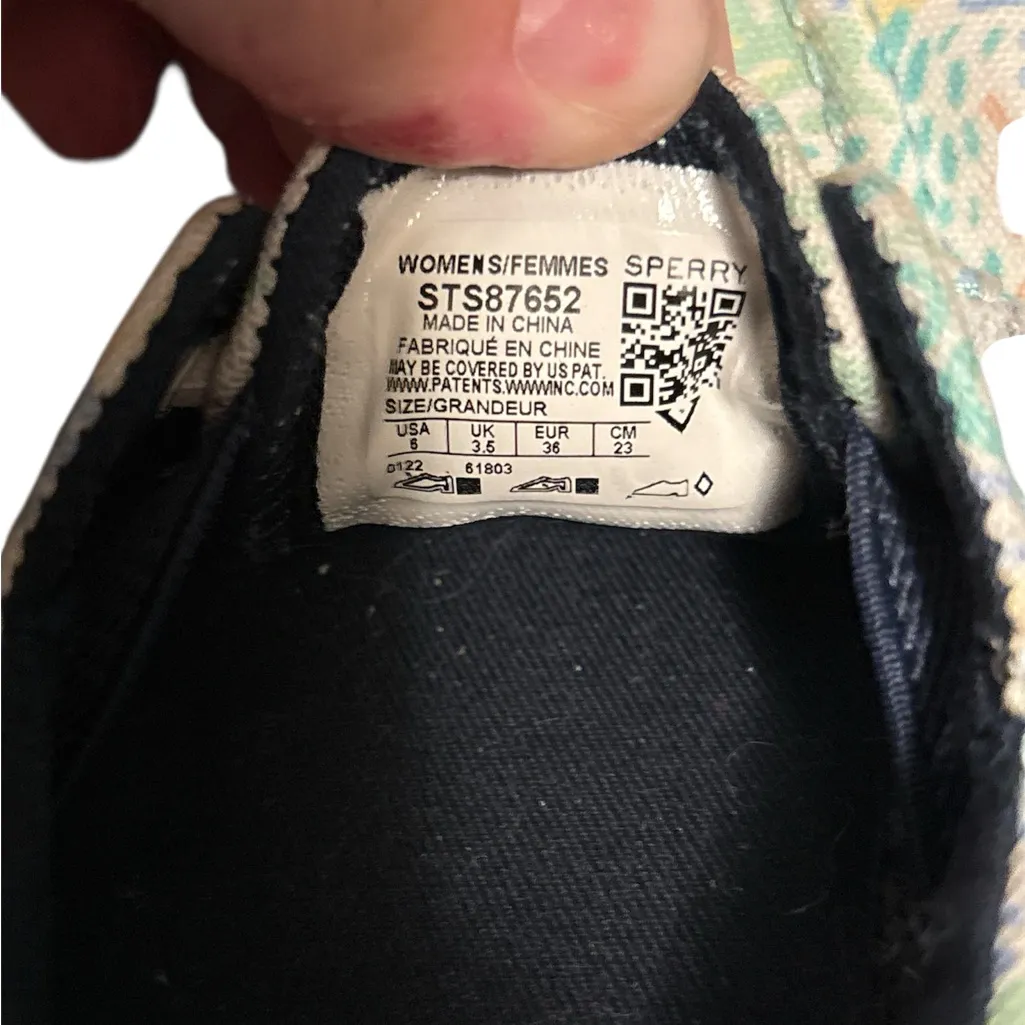 WOMENS/FEMMES SPERRY
STS87652
MADE IN CHINA
FABRIQUÉ EN CHINE
MAY BE COVERED BY US PAT.
WWW.PATENTS.WWWINC.COM
SIZE/GRANDEUR
USA UK EUR CM
6 3.5 36 23
0122 61803